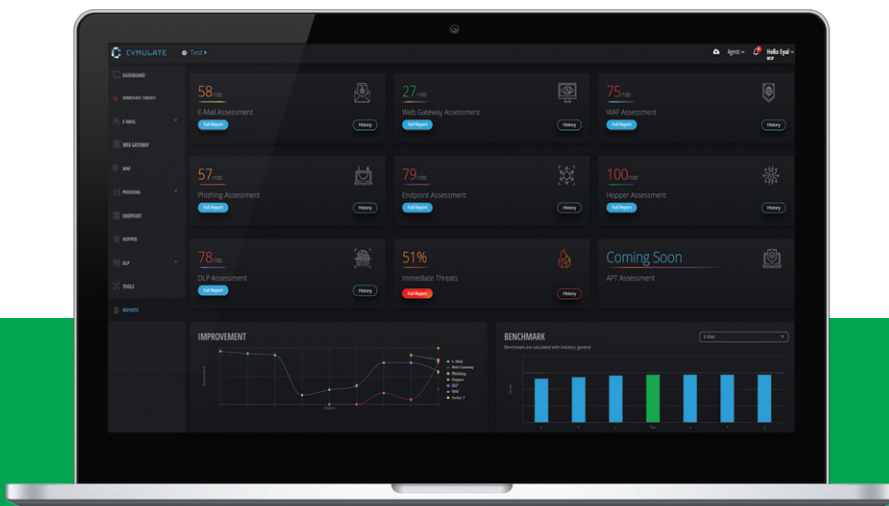 CYMULATE
Test
Agents
Hello Eyal
DASHBOARD
IMMEDIATE THREATS
E-MAIL
WEB GATEWAY
WAF
PHISHING
ENDPOINT
HOPPER
DLP
TOOLS
REPORTS
58/100
E-Mail Assessment
Full Report
History
27/100
Web Gateway Assessment
Full Report
History
75/100
WAF Assessment
Full Report
History
57/100
Phishing Assessment
Full Report
History
79/100
Endpoint Assessment
Full Report
History
100/100
Hopper Assessment
Full Report
History
78/100
DLP Assessment
Full Report
History
51%
Immediate Threats
Full Report
History
Coming Soon
APT Assessment
IMPROVEMENT
E-Mail
Web Gateway
Phishing
Hopper
DLP
WAF
Series 7
BENCHMARK
Benchmark are calculated with industry: general
E-Mail